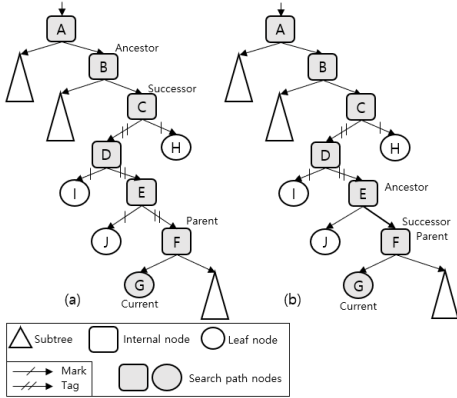 A
B
Ancestor
C
Successor
D
H
I
E
J
F
Parent
G
Current
(a)
A
B
C
D
H
I
E
Ancestor
J
F
Successor
Parent
G
Current
(b)
Subtree
Internal node
Leaf node
Mark
Tag
Search path nodes